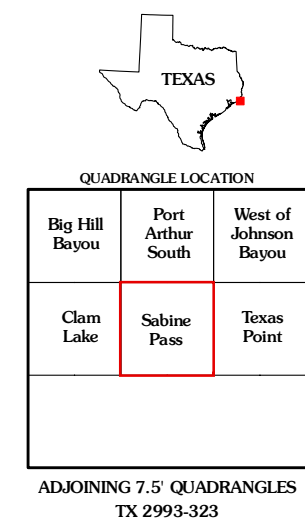 TEXAS
QUADRANGLE LOCATION
Big Hill
Bayou
Port
Arthur
South
West of
Johnson
Bayou
Clam
Lake
Sabine
Pass
Texas
Point
ADJOINING 7.5' QUADRANGLES
TX 2993-323